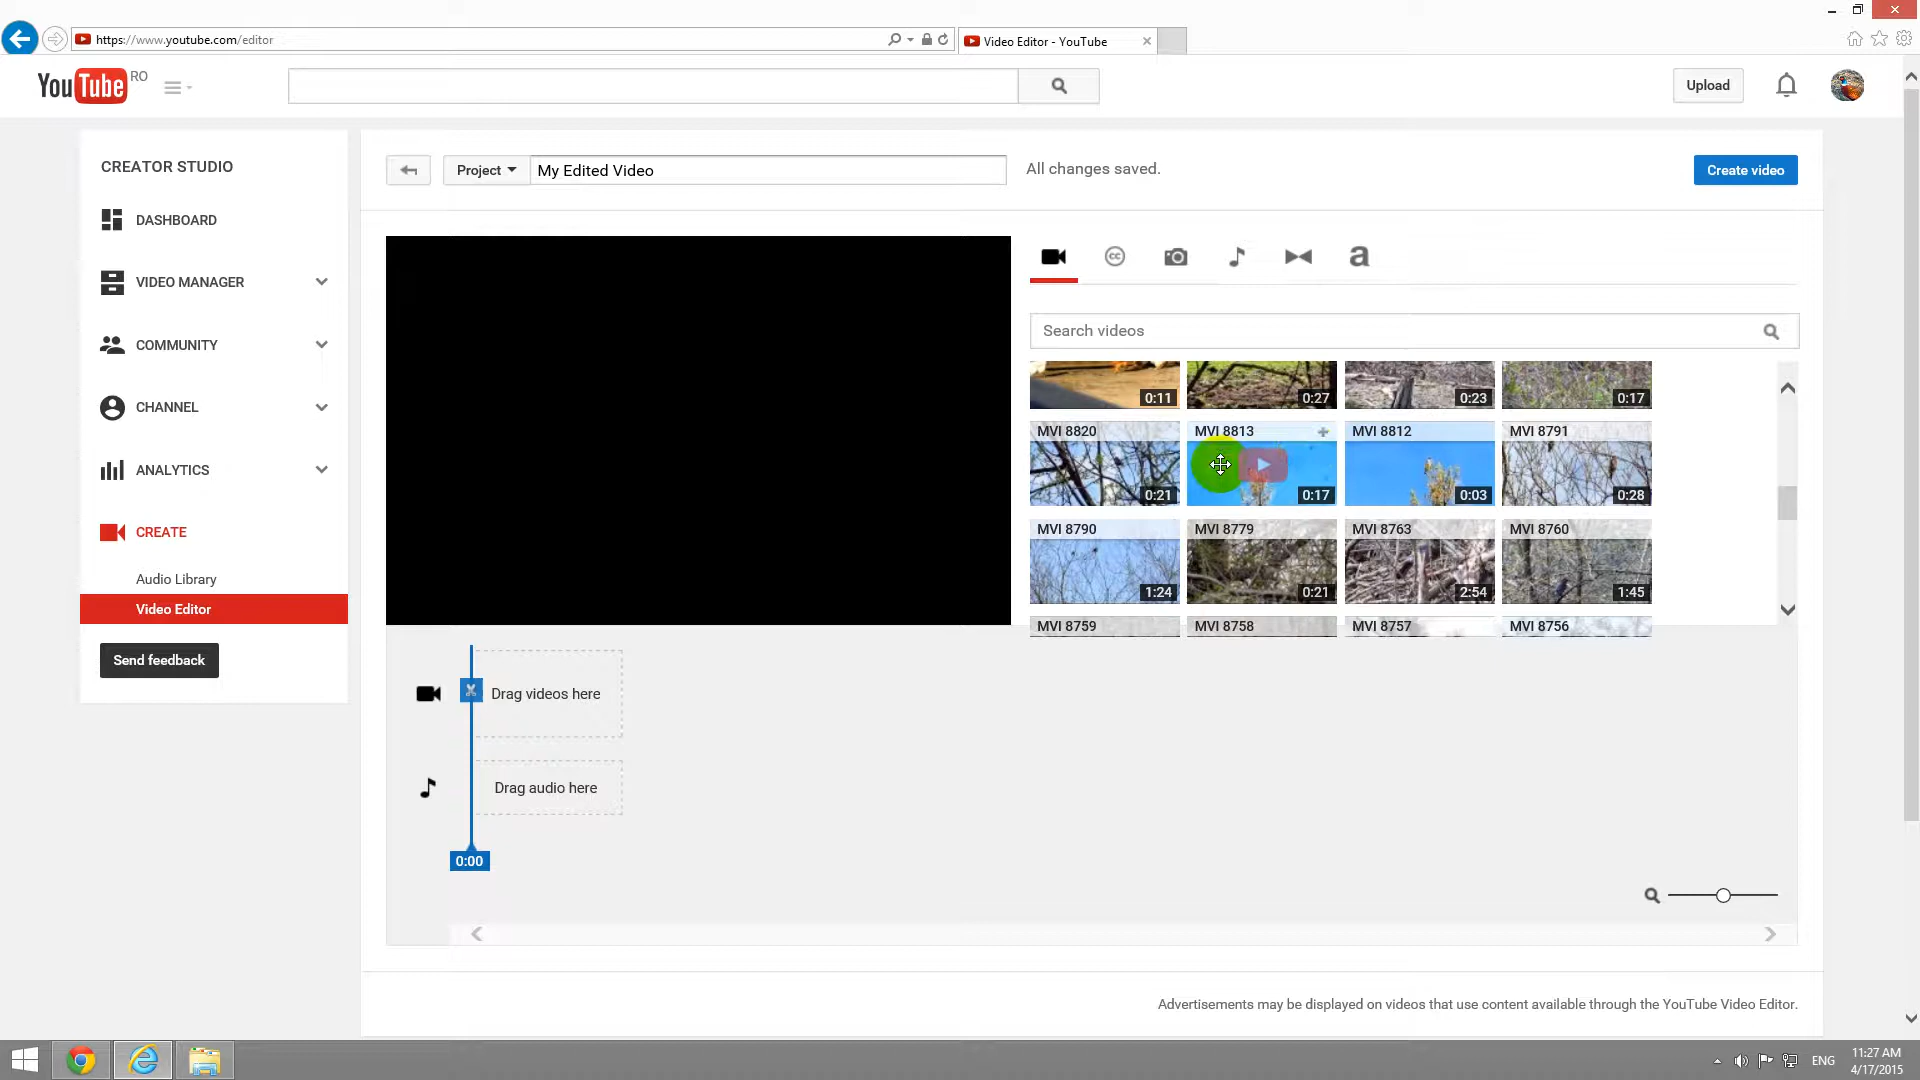 https://www.youtube.com/editor
Video Editor - YouTube
YouTube RO
Upload
CREATOR STUDIO
DASHBOARD
VIDEO MANAGER
COMMUNITY
CHANNEL
ANALYTICS
CREATE
Audio Library
Video Editor
Send feedback
Project
My Edited Video
All changes saved.
Create video
cc
a
Search videos
0:11
0:27
0:23
0:17
MVI 8820
MVI 8813
MVI 8812
MVI 8791
0:21
0:17
0:03
0:28
MVI 8790
MVI 8779
MVI 8763
MVI 8760
1:24
0:21
2:54
1:45
MVI 8759
MVI 8758
MVI 8757
MVI 8756
Drag videos here
Drag audio here
0:00
Advertisements may be displayed on videos that use content available through the YouTube Video Editor.
ENG
11:27 AM
4/17/2015